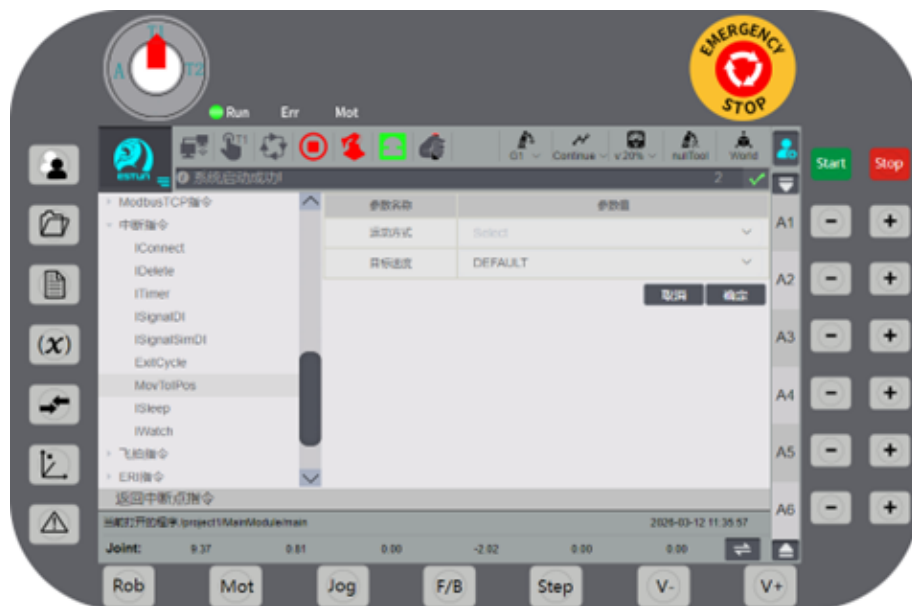 T1
A T2
EMERGENCY
STOP
Run Err Mot
ESTUN
T1
G1 Continue v 20% nullTool World
系统启动成功!
2
Start Stop
ModbusTCP指令
中断指令
IConnect
IDelete
ITimer
ISignalDI
ISignalSimDI
ExitCycle
MovToIPos
ISleep
IWatch
飞拍指令
ERI指令
参数名称 参数值
运动方式 Select
目标速度 DEFAULT
取消 确定
A1 - +
A2 - +
A3 - +
A4 - +
A5 - +
A6 - +
(x)
返回中断点指令
当前打开的程序:/project1/MainModule/main 2026-03-12 11:35:57
Joint: 9.37 0.81 0.00 -2.02 0.00 0.00
Rob Mot Jog F/B Step V- V+